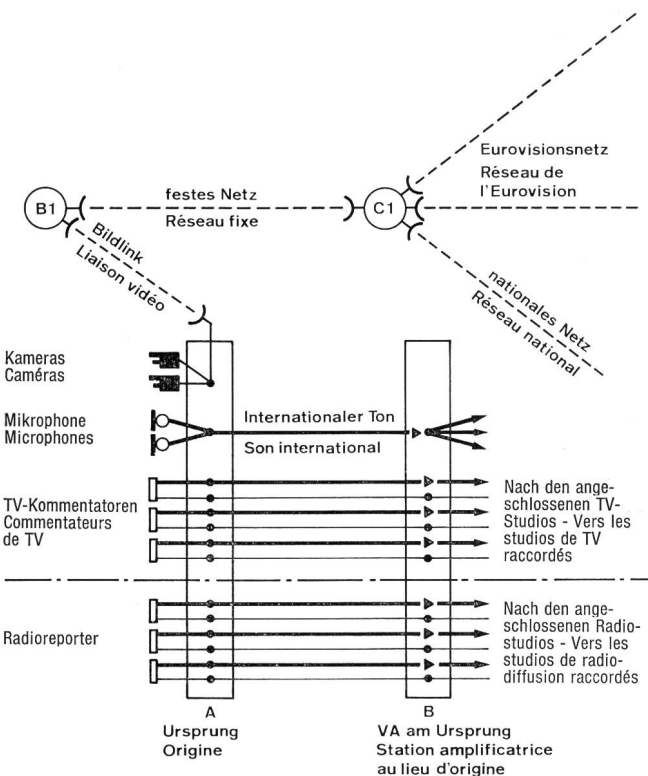 Eurovisionsnetz
Réseau de
l'Eurovision
B1
festes Netz
Réseau fixe
C1
Bildlink
Liaison vidéo
nationales Netz
Réseau national
Kameras
Caméras
Mikrophone
Microphones
Internationaler Ton
Son international
TV-Kommentatoren
Commentateurs
de TV
Nach den ange-
schlossenen TV-
Studios - Vers les
studios de TV
raccordés
Radioreporter
Nach den ange-
schlossenen Radio-
studios - Vers les
studios de radio-
diffusion raccordés
A
Ursprung
Origine
B
VA am Ursprung
Station amplificatrice
au lieu d'origine